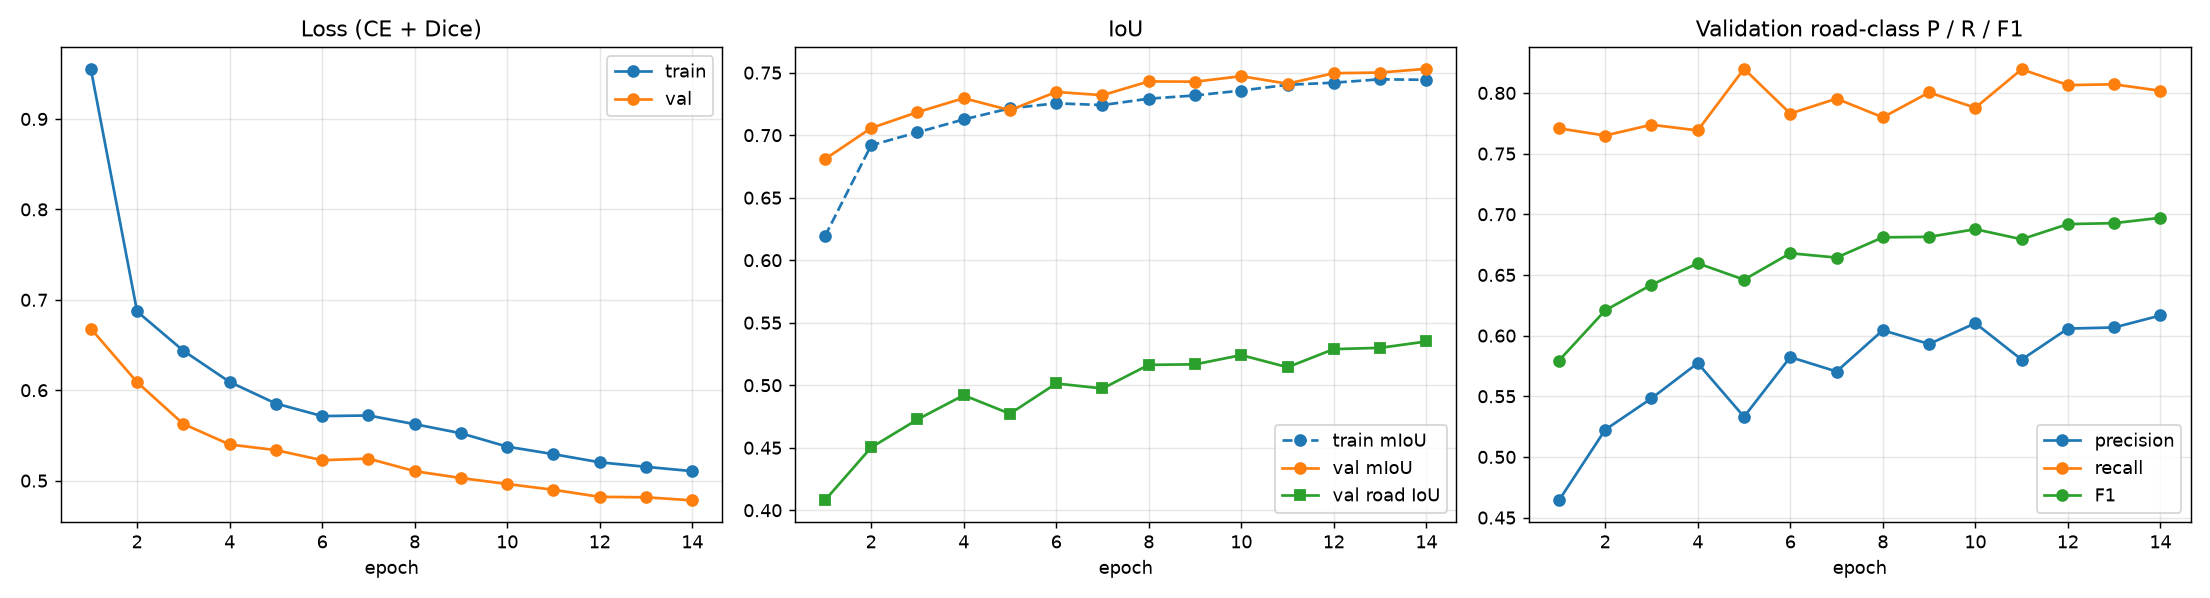 Loss (CE + Dice)
train
val
0.9
0.8
0.7
0.6
0.5
2 4 6 8 10 12 14
epoch
IoU
0.75
0.70
0.65
0.60
0.55
0.50
0.45
0.40
train mIoU
val mIoU
val road IoU
2 4 6 8 10 12 14
epoch
Validation road-class P / R / F1
0.80
0.75
0.70
0.65
0.60
0.55
0.50
0.45
precision
recall
F1
2 4 6 8 10 12 14
epoch